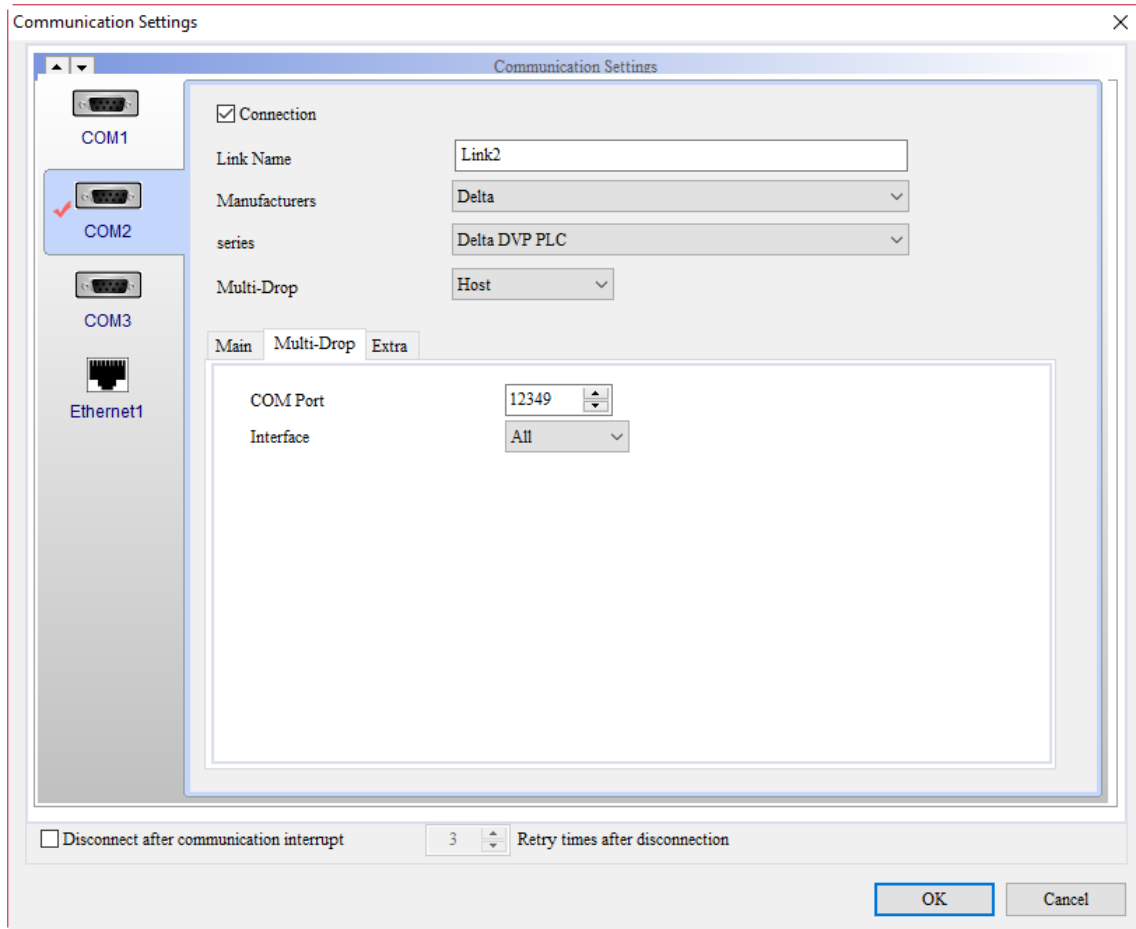 Communication Settings
Communication Settings
COM1
COM2
COM3
Ethernet1
Connection
Link Name Link2
Manufacturers Delta
series Delta DVP PLC
Multi-Drop Host
Main Multi-Drop Extra
COM Port 12349
Interface All
Disconnect after communication interrupt 3 Retry times after disconnection
OK Cancel